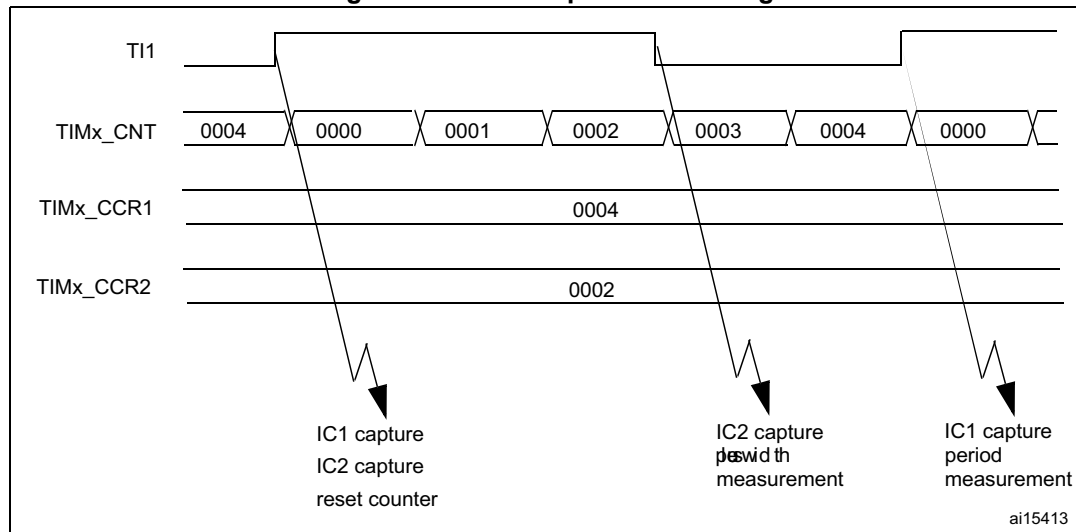 TI1
TIMx_CNT 0004 0000 0001 0002 0003 0004 0000
TIMx_CCR1 0004
TIMx_CCR2 0002
IC1 capture
IC2 capture
reset counter
IC2 capture
measurement
IC1 capture
period
measurement
ai15413